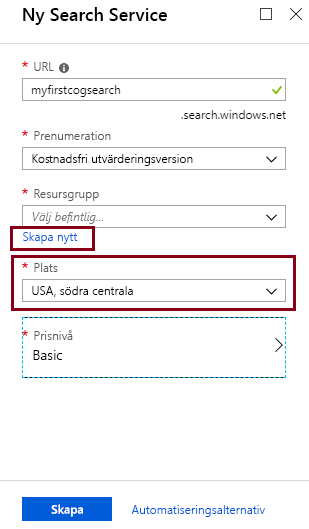 Ny Search Service
* URL
myfirstcogsearch
.search.windows.net
* Prenumeration
Kostnadsfri utvärderingsversion
* Resursgrupp
Välj befintlig...
Skapa nytt
* Plats
USA, södra centrala
* Prisnivå
Basic
Skapa
Automatiseringsalternativ